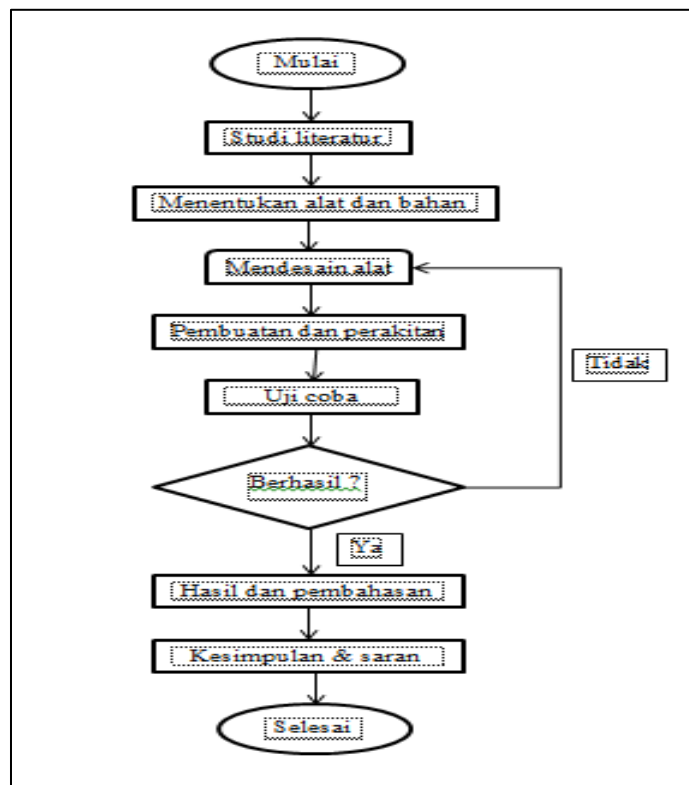 Mulai
Studi literatur
Menentukan alat dan bahan
Mendesain alat
Pembuatan dan perakitan
Tidak
Uji coba
Berhasil ?
Ya
Hasil dan pembahasan
Kesimpulan & saran
Selesai